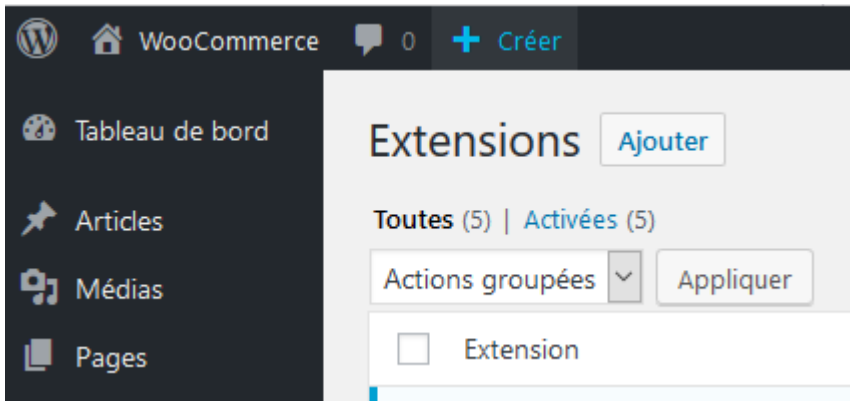 WooCommerce 0 + Créer
Tableau de bord
Extensions Ajouter
Articles
Toutes (5) | Activées (5)
Médias
Actions groupées Appliquer
Pages
Extension